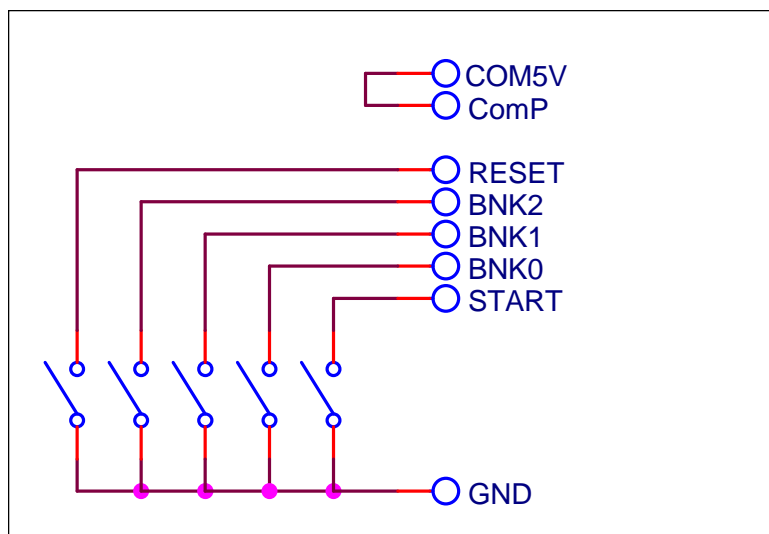 COM5V
ComP
RESET
BNK2
BNK1
BNK0
START
GND